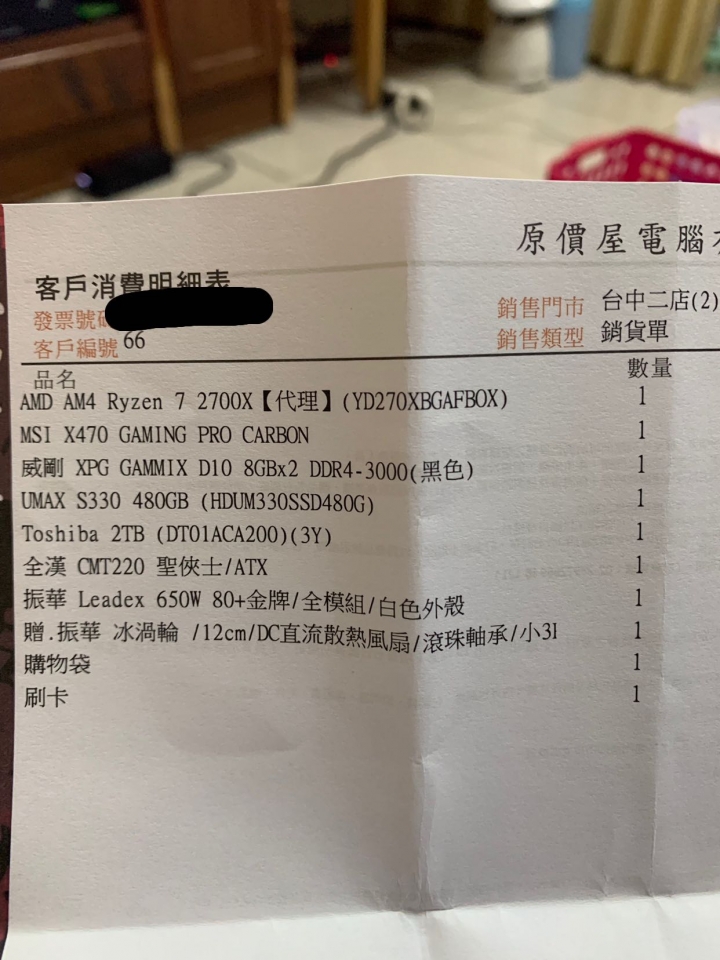 原價屋電腦
客戶消費明細表
發票號
客戶編號 66
銷售門市 台中二店(2)
銷售類型 銷貨單
品名 數量
AMD AM4 Ryzen 7 2700X【代理】(YD270XBGAFBOX) 1
MSI X470 GAMING PRO CARBON 1
威剛 XPG GAMMIX D10 8GBx2 DDR4-3000(黑色) 1
UMAX S330 480GB (HDUM330SSD480G) 1
Toshiba 2TB (DT01ACA200)(3Y) 1
全漢 CMT220 聖俠士/ATX 1
振華 Leadex 650W 80+金牌/全模組/白色外殼 1
贈.振華 冰渦輪 /12cm/DC直流散熱風扇/滾珠軸承/小3I 1
購物袋 1
刷卡 1